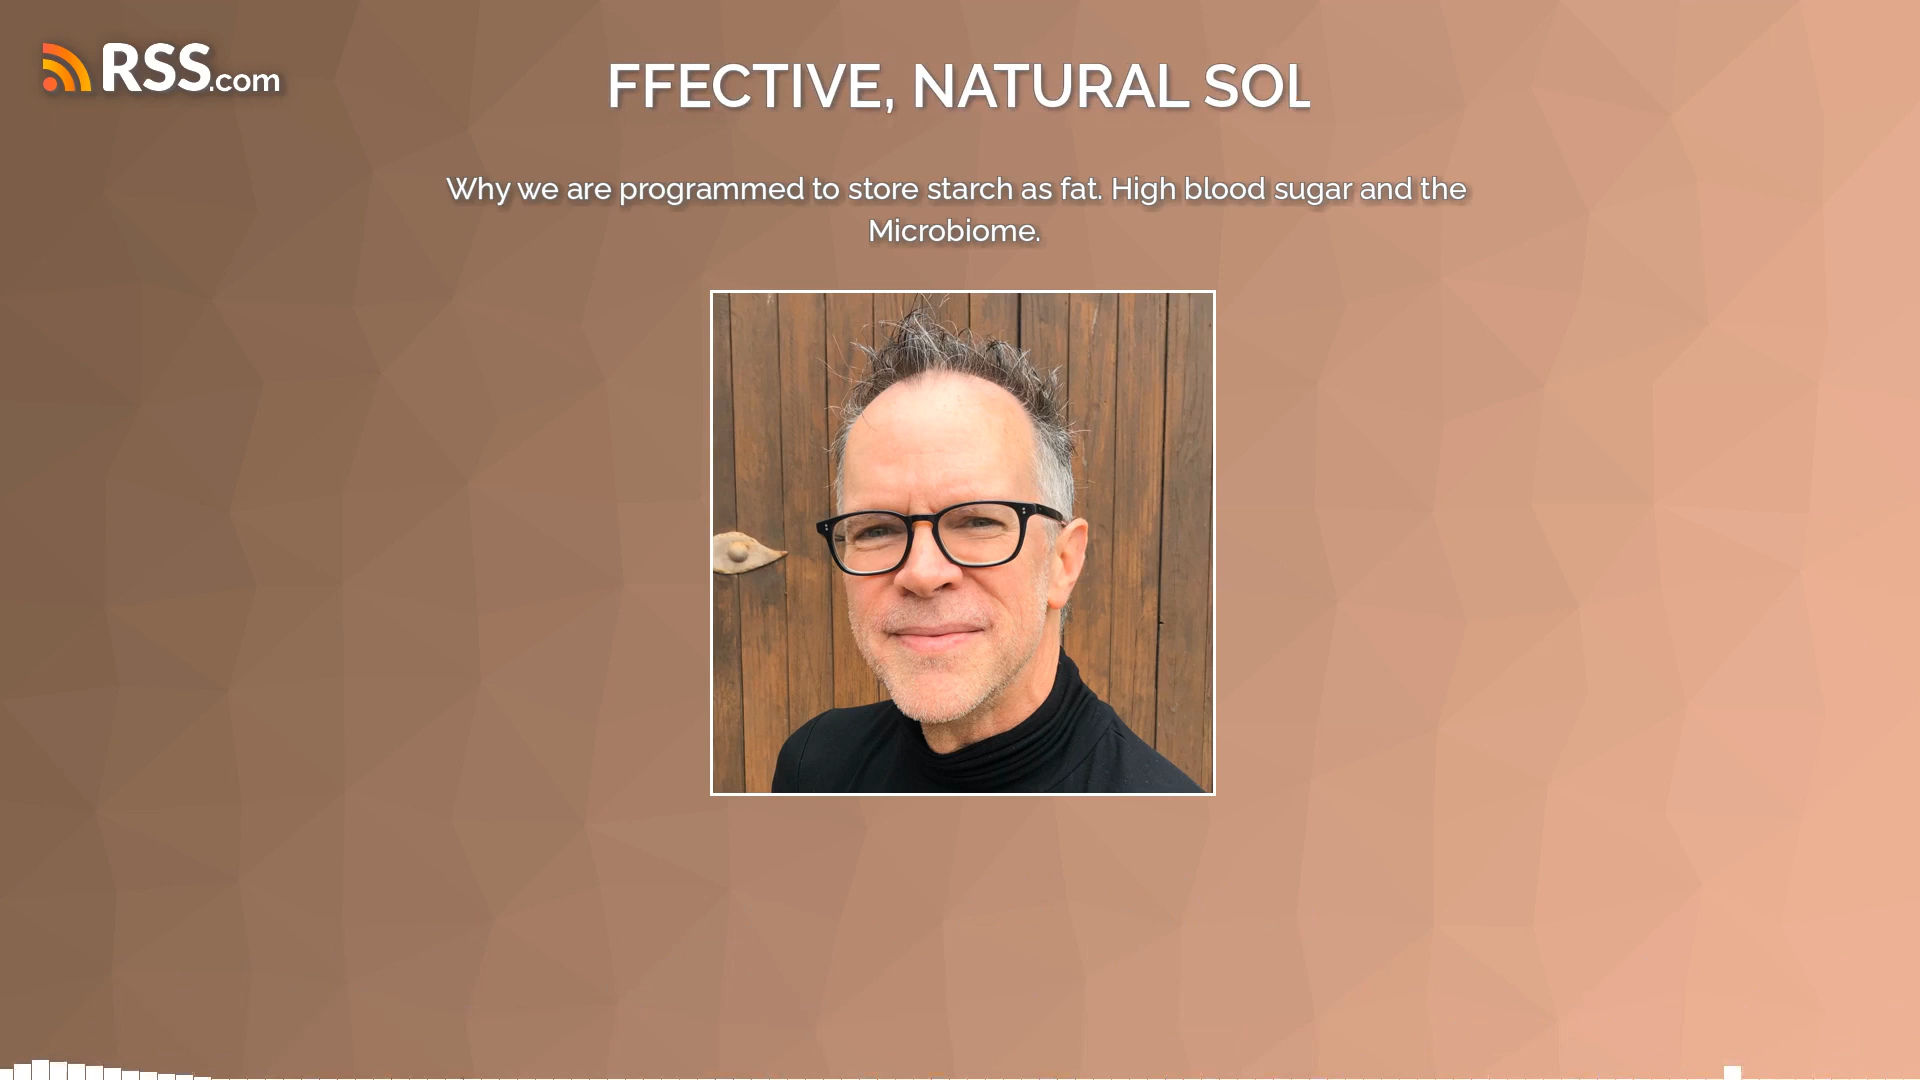 RSS.com
FFECTIVE, NATURAL SOL
Why we are programmed to store starch as fat. High blood sugar and the
Microbiome.